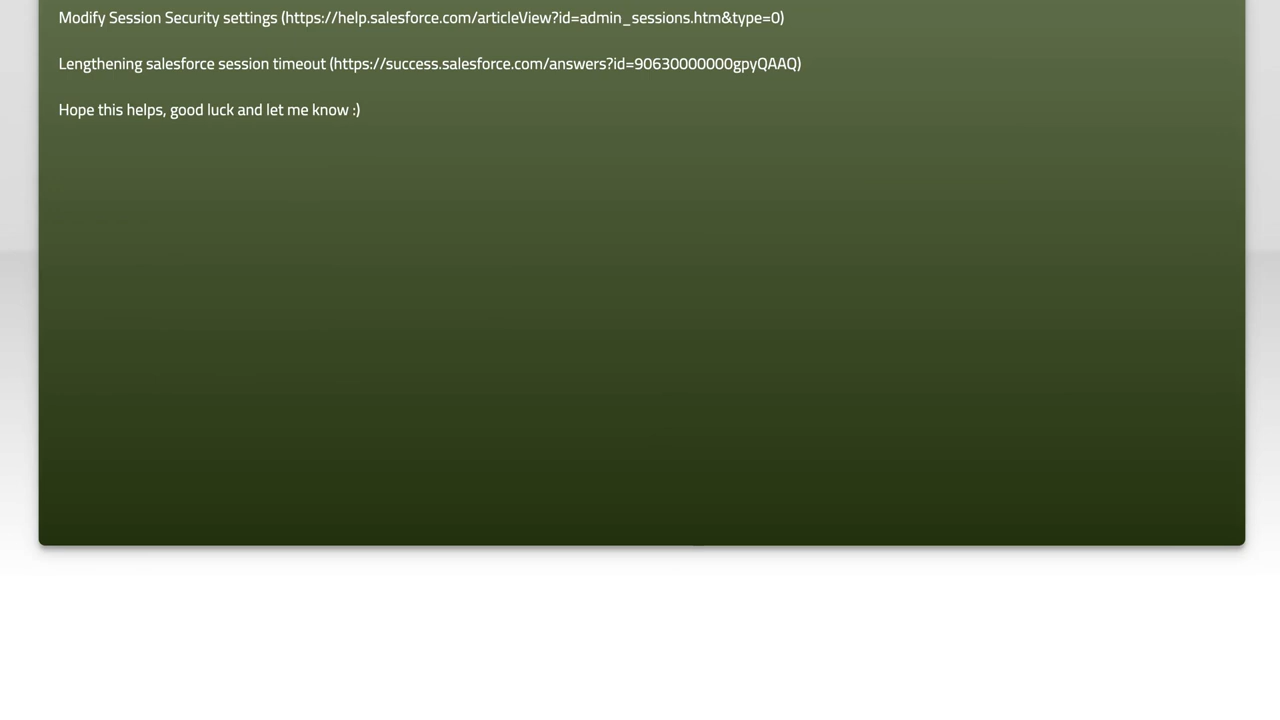 Modify Session Security settings (https://help.salesforce.com/articleView?id=admin_sessions.htm&type=0)
Lengthening salesforce session timeout (https://success.salesforce.com/answers?id=90630000000gpyQAAQ)
Hope this helps, good luck and let me know :)